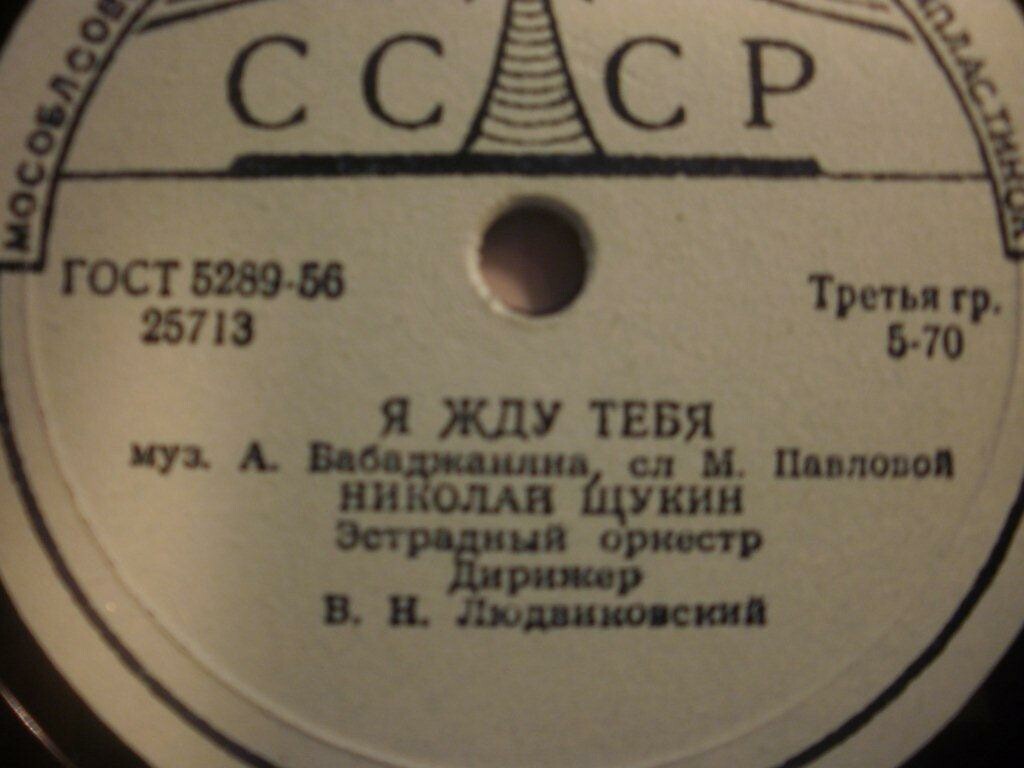 СССР
МОСОБЛСОВ
ПЛАСТИНОК
ГОСТ 5289-56
25713
Третья гр.
5-70
Я ЖДУ ТЕБЯ
муз. А. Бабаджаняна, сл М. Павловой
НИКОЛАЙ ЩУКИН
Эстрадный оркестр
Дирижер
В. Н. Людвиковский